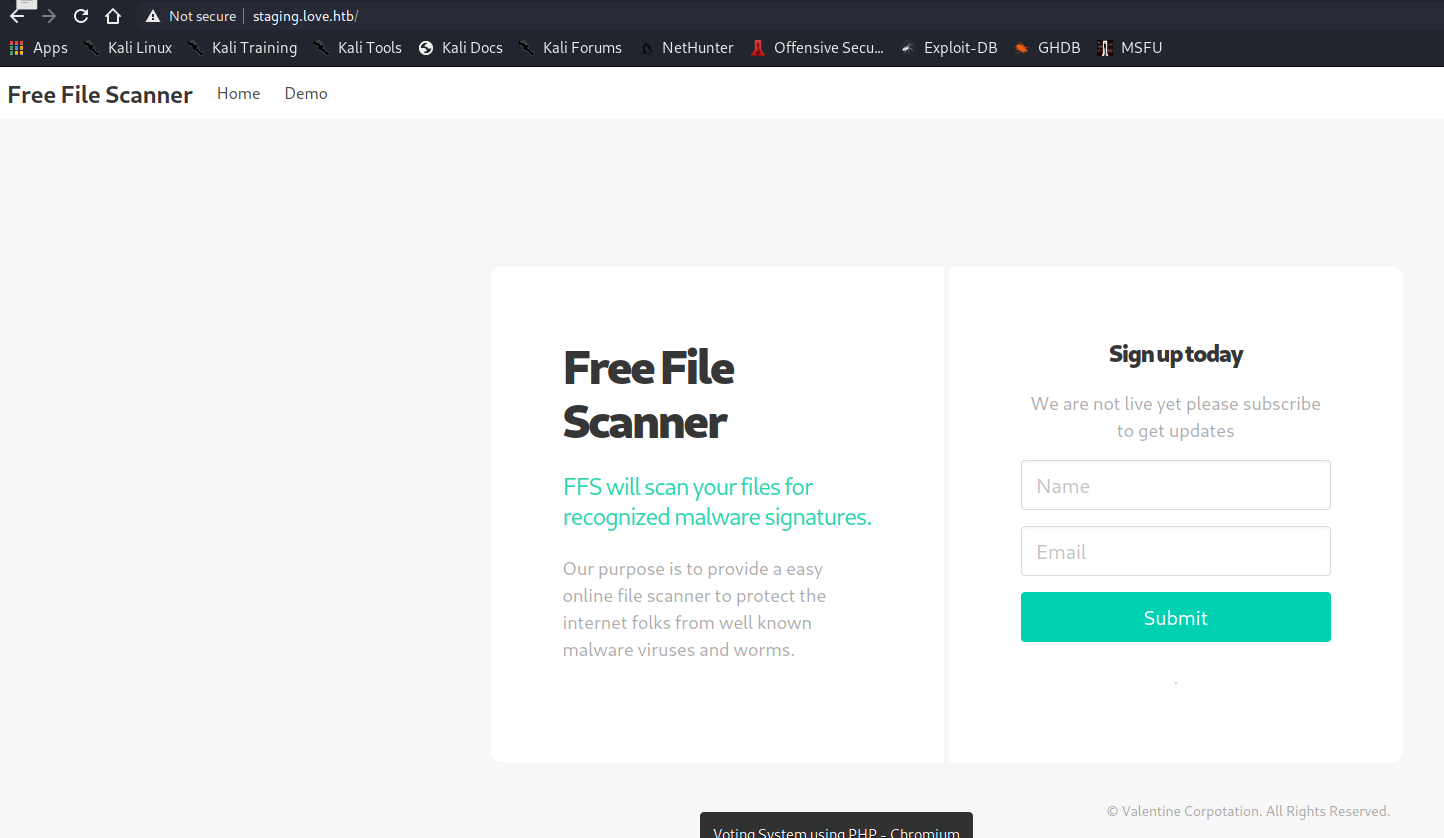 Not secure | staging.love.htb/
Apps Kali Linux Kali Training Kali Tools Kali Docs Kali Forums NetHunter Offensive Secu... Exploit-DB GHDB MSFU
Free File Scanner Home Demo
Free File
Scanner
FFS will scan your files for
recognized malware signatures.
Our purpose is to provide a easy
online file scanner to protect the
internet folks from well known
malware viruses and worms.
Sign up today
We are not live yet please subscribe
to get updates
Name
Email
Submit
.
© Valentine Corpotation. All Rights Reserved.
Voting System using PHP - Chromium